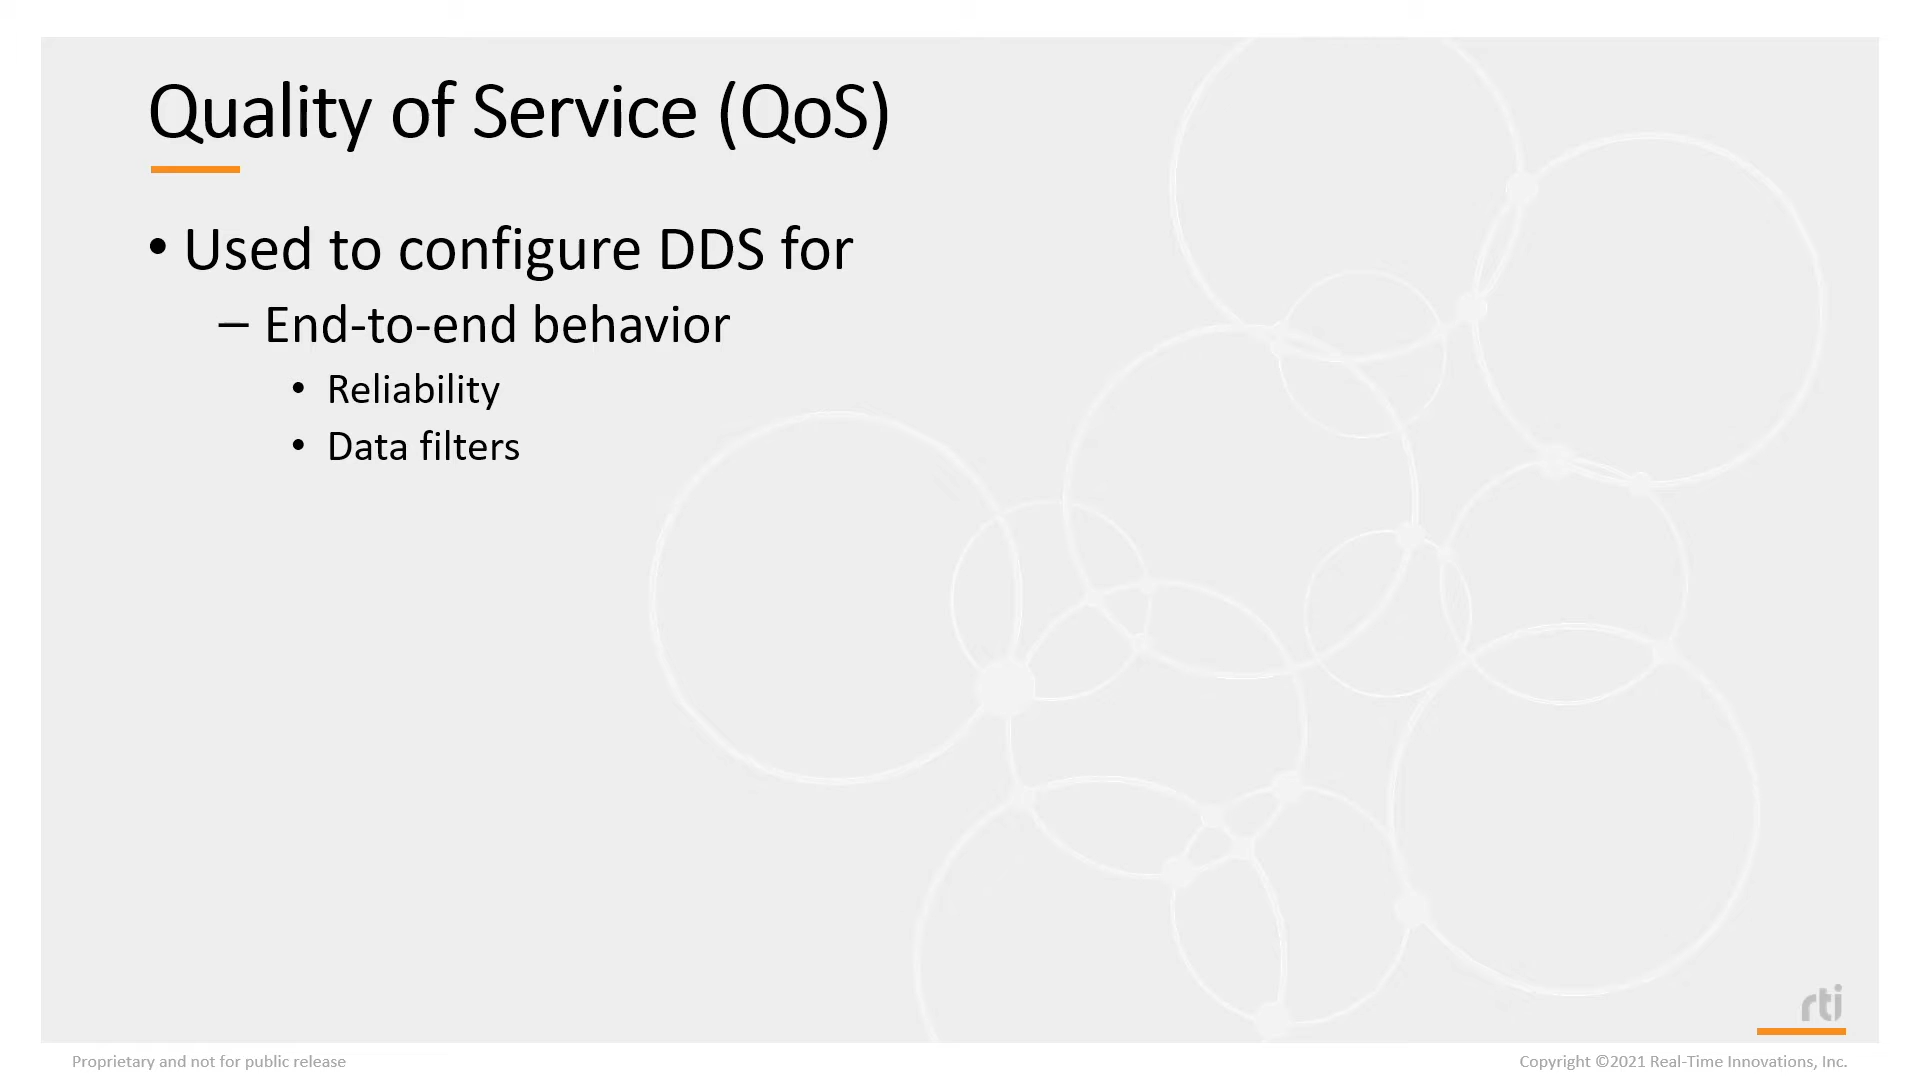 Quality of Service (QoS)
• Used to configure DDS for
– End-to-end behavior
• Reliability
• Data filters
rti
Proprietary and not for public release
Copyright ©2021 Real-Time Innovations, Inc.